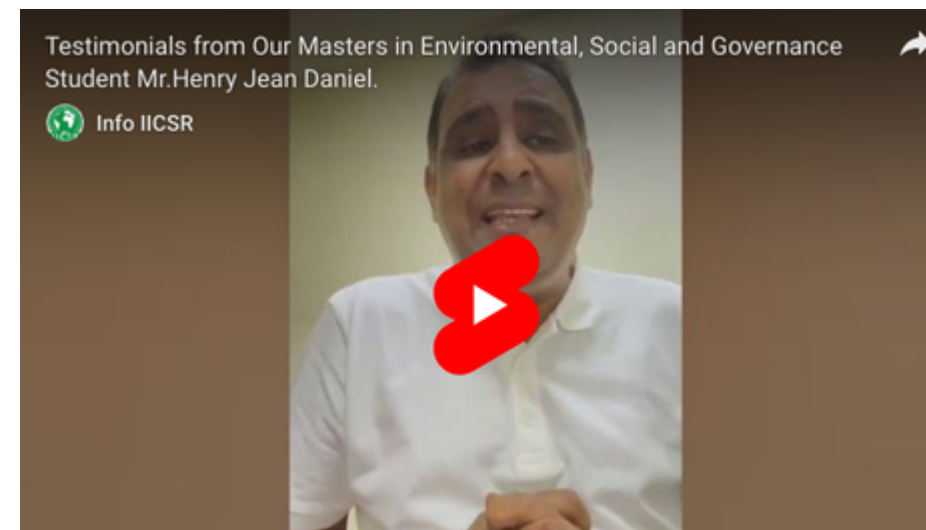 Testimonials from Our Masters in Environmental, Social and Governance
Student Mr.Henry Jean Daniel.
Info IICSR